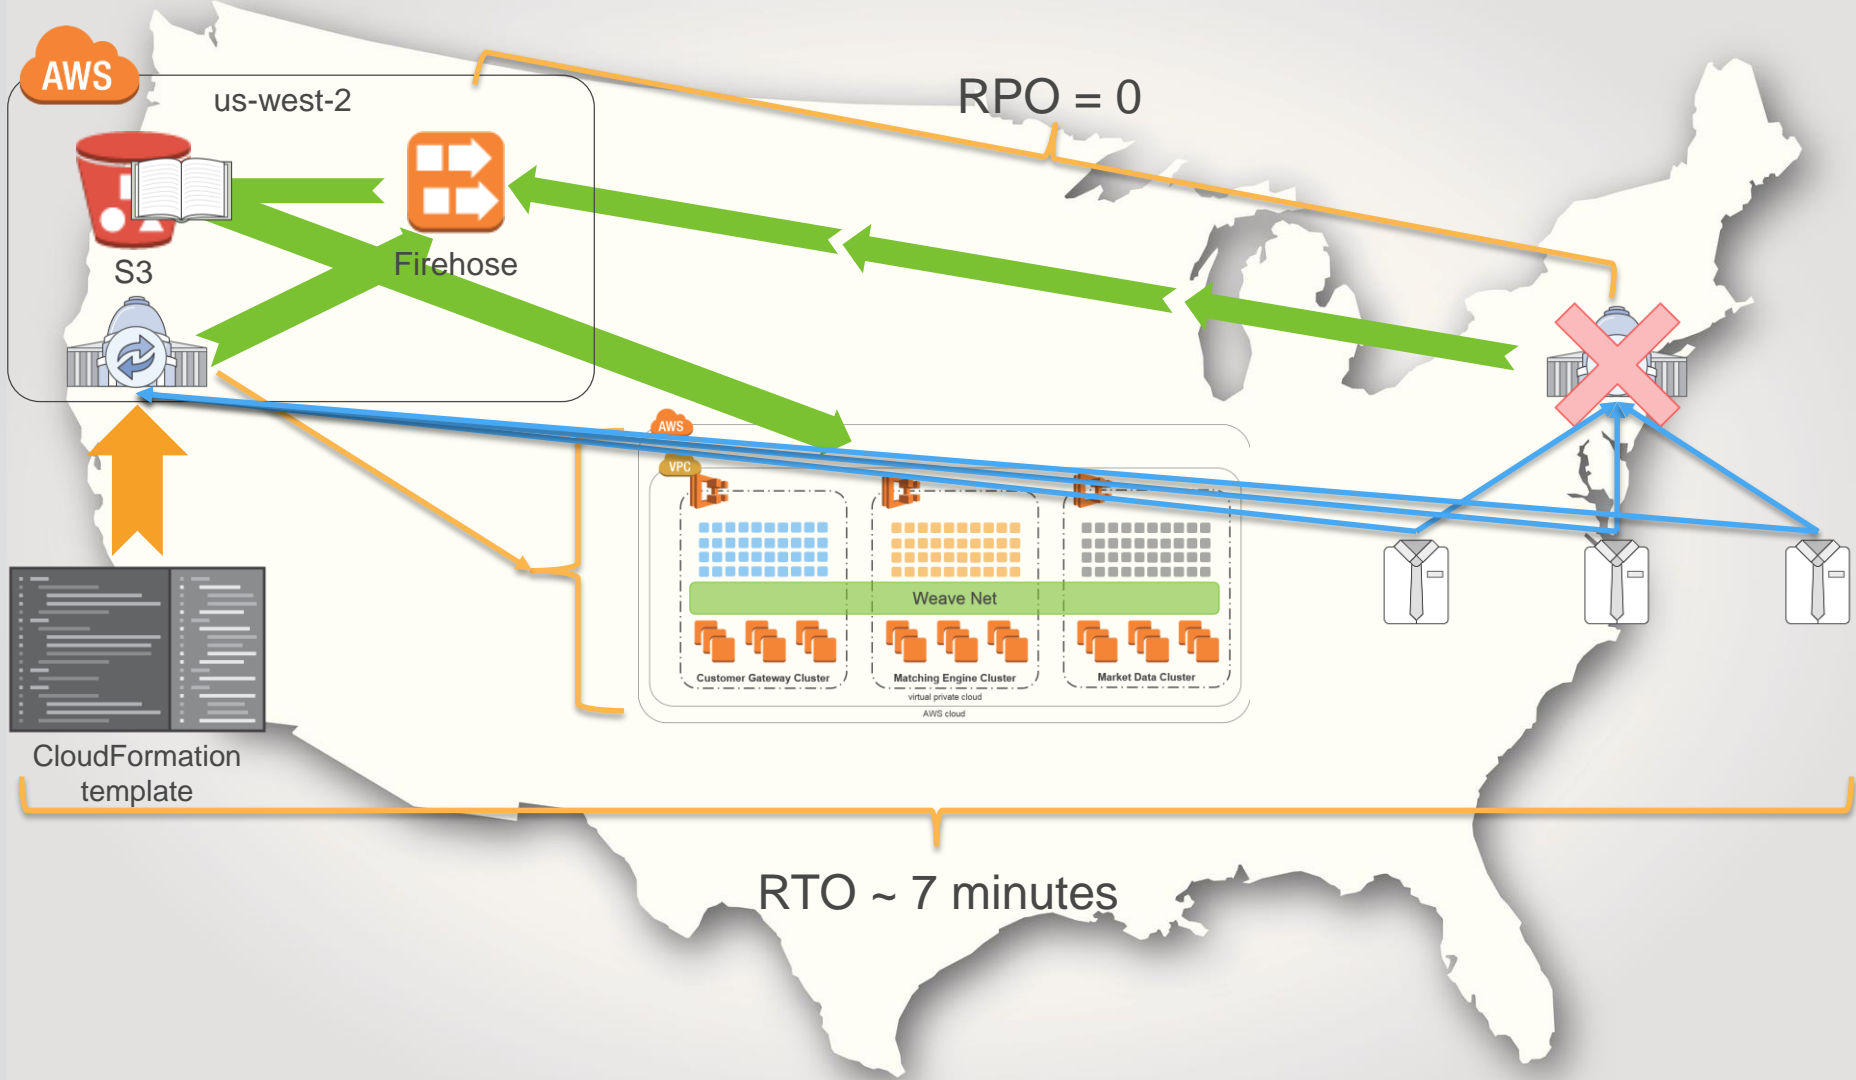 AWS
us-west-2
RPO = 0
S3
Firehose
AWS
VPC
Weave Net
Customer Gateway Cluster
Matching Engine Cluster
Market Data Cluster
virtual private cloud
AWS cloud
CloudFormation
template
RTO ~ 7 minutes